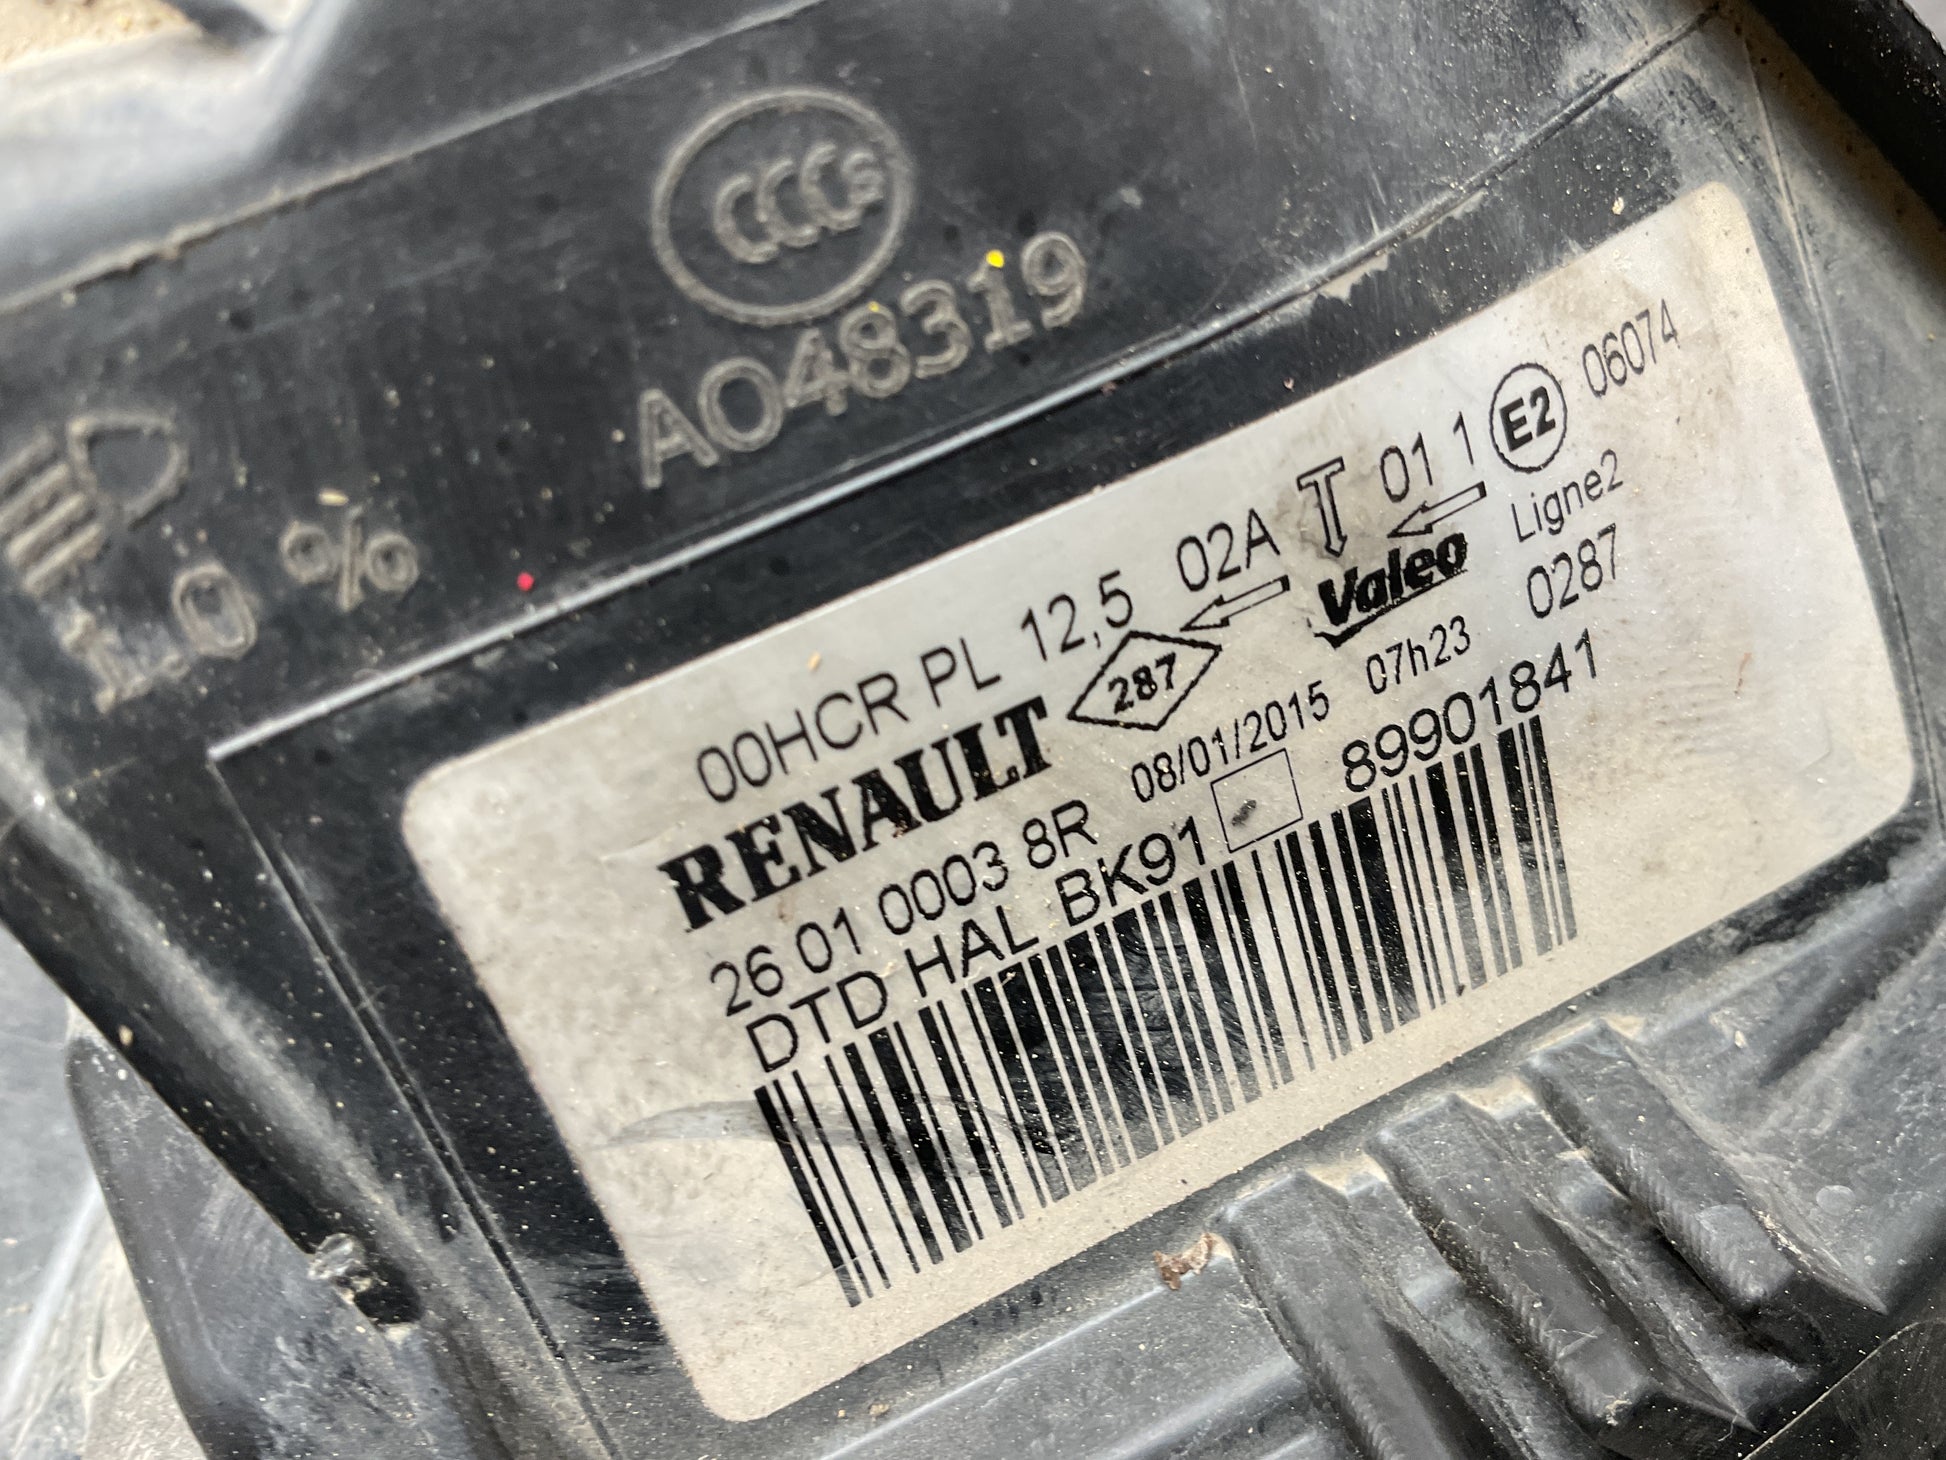 CCC S
A048319
1.0 %
00HCR PL 12,5 02A T 01 1 E2 06074
RENAULT 287 Valeo Ligne2
26 01 0003 8R 08/01/2015 07h23 0287
DTD HAL BK91 89901841